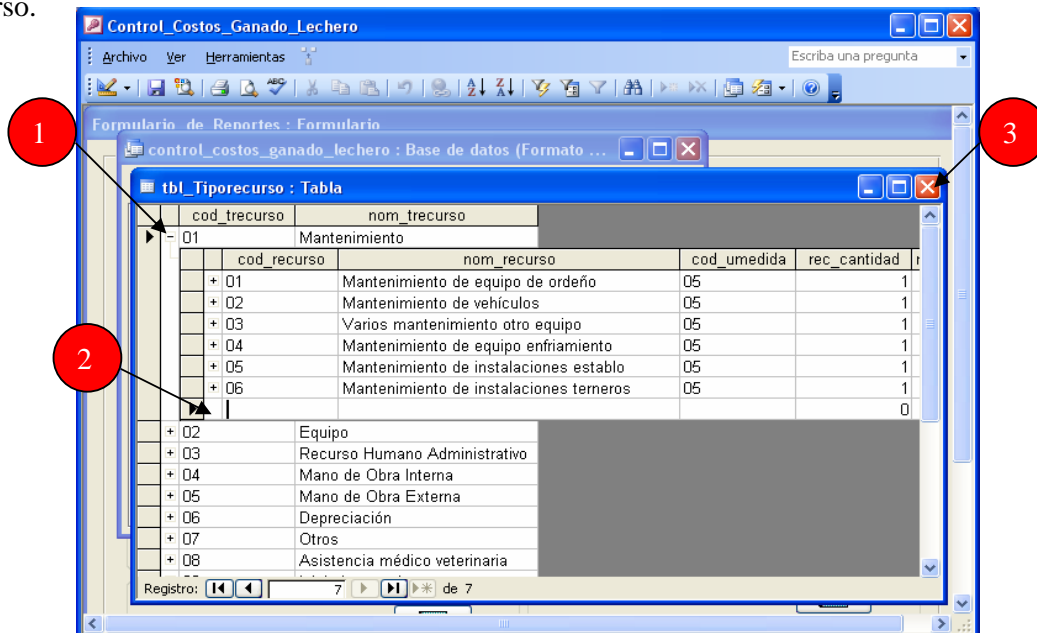 rso.
Control_Costos_Ganado_Lechero
Archivo Ver Herramientas Escriba una pregunta
Formulario de Reportes : Formulario
control_costos_ganado_lechero : Base de datos (Formato ...
tbl_Tiporecurso : Tabla
1
2
3
cod_trecurso nom_trecurso
- 01 Mantenimiento
cod_recurso nom_recurso cod_umedida rec_cantidad
+ 01 Mantenimiento de equipo de ordeño 05 1
+ 02 Mantenimiento de vehículos 05 1
+ 03 Varios mantenimiento otro equipo 05 1
+ 04 Mantenimiento de equipo enfriamiento 05 1
+ 05 Mantenimiento de instalaciones establo 05 1
+ 06 Mantenimiento de instalaciones terneros 05 1
0
+ 02 Equipo
+ 03 Recurso Humano Administrativo
+ 04 Mano de Obra Interna
+ 05 Mano de Obra Externa
+ 06 Depreciación
+ 07 Otros
+ 08 Asistencia médico veterinaria
Registro: 7 de 7